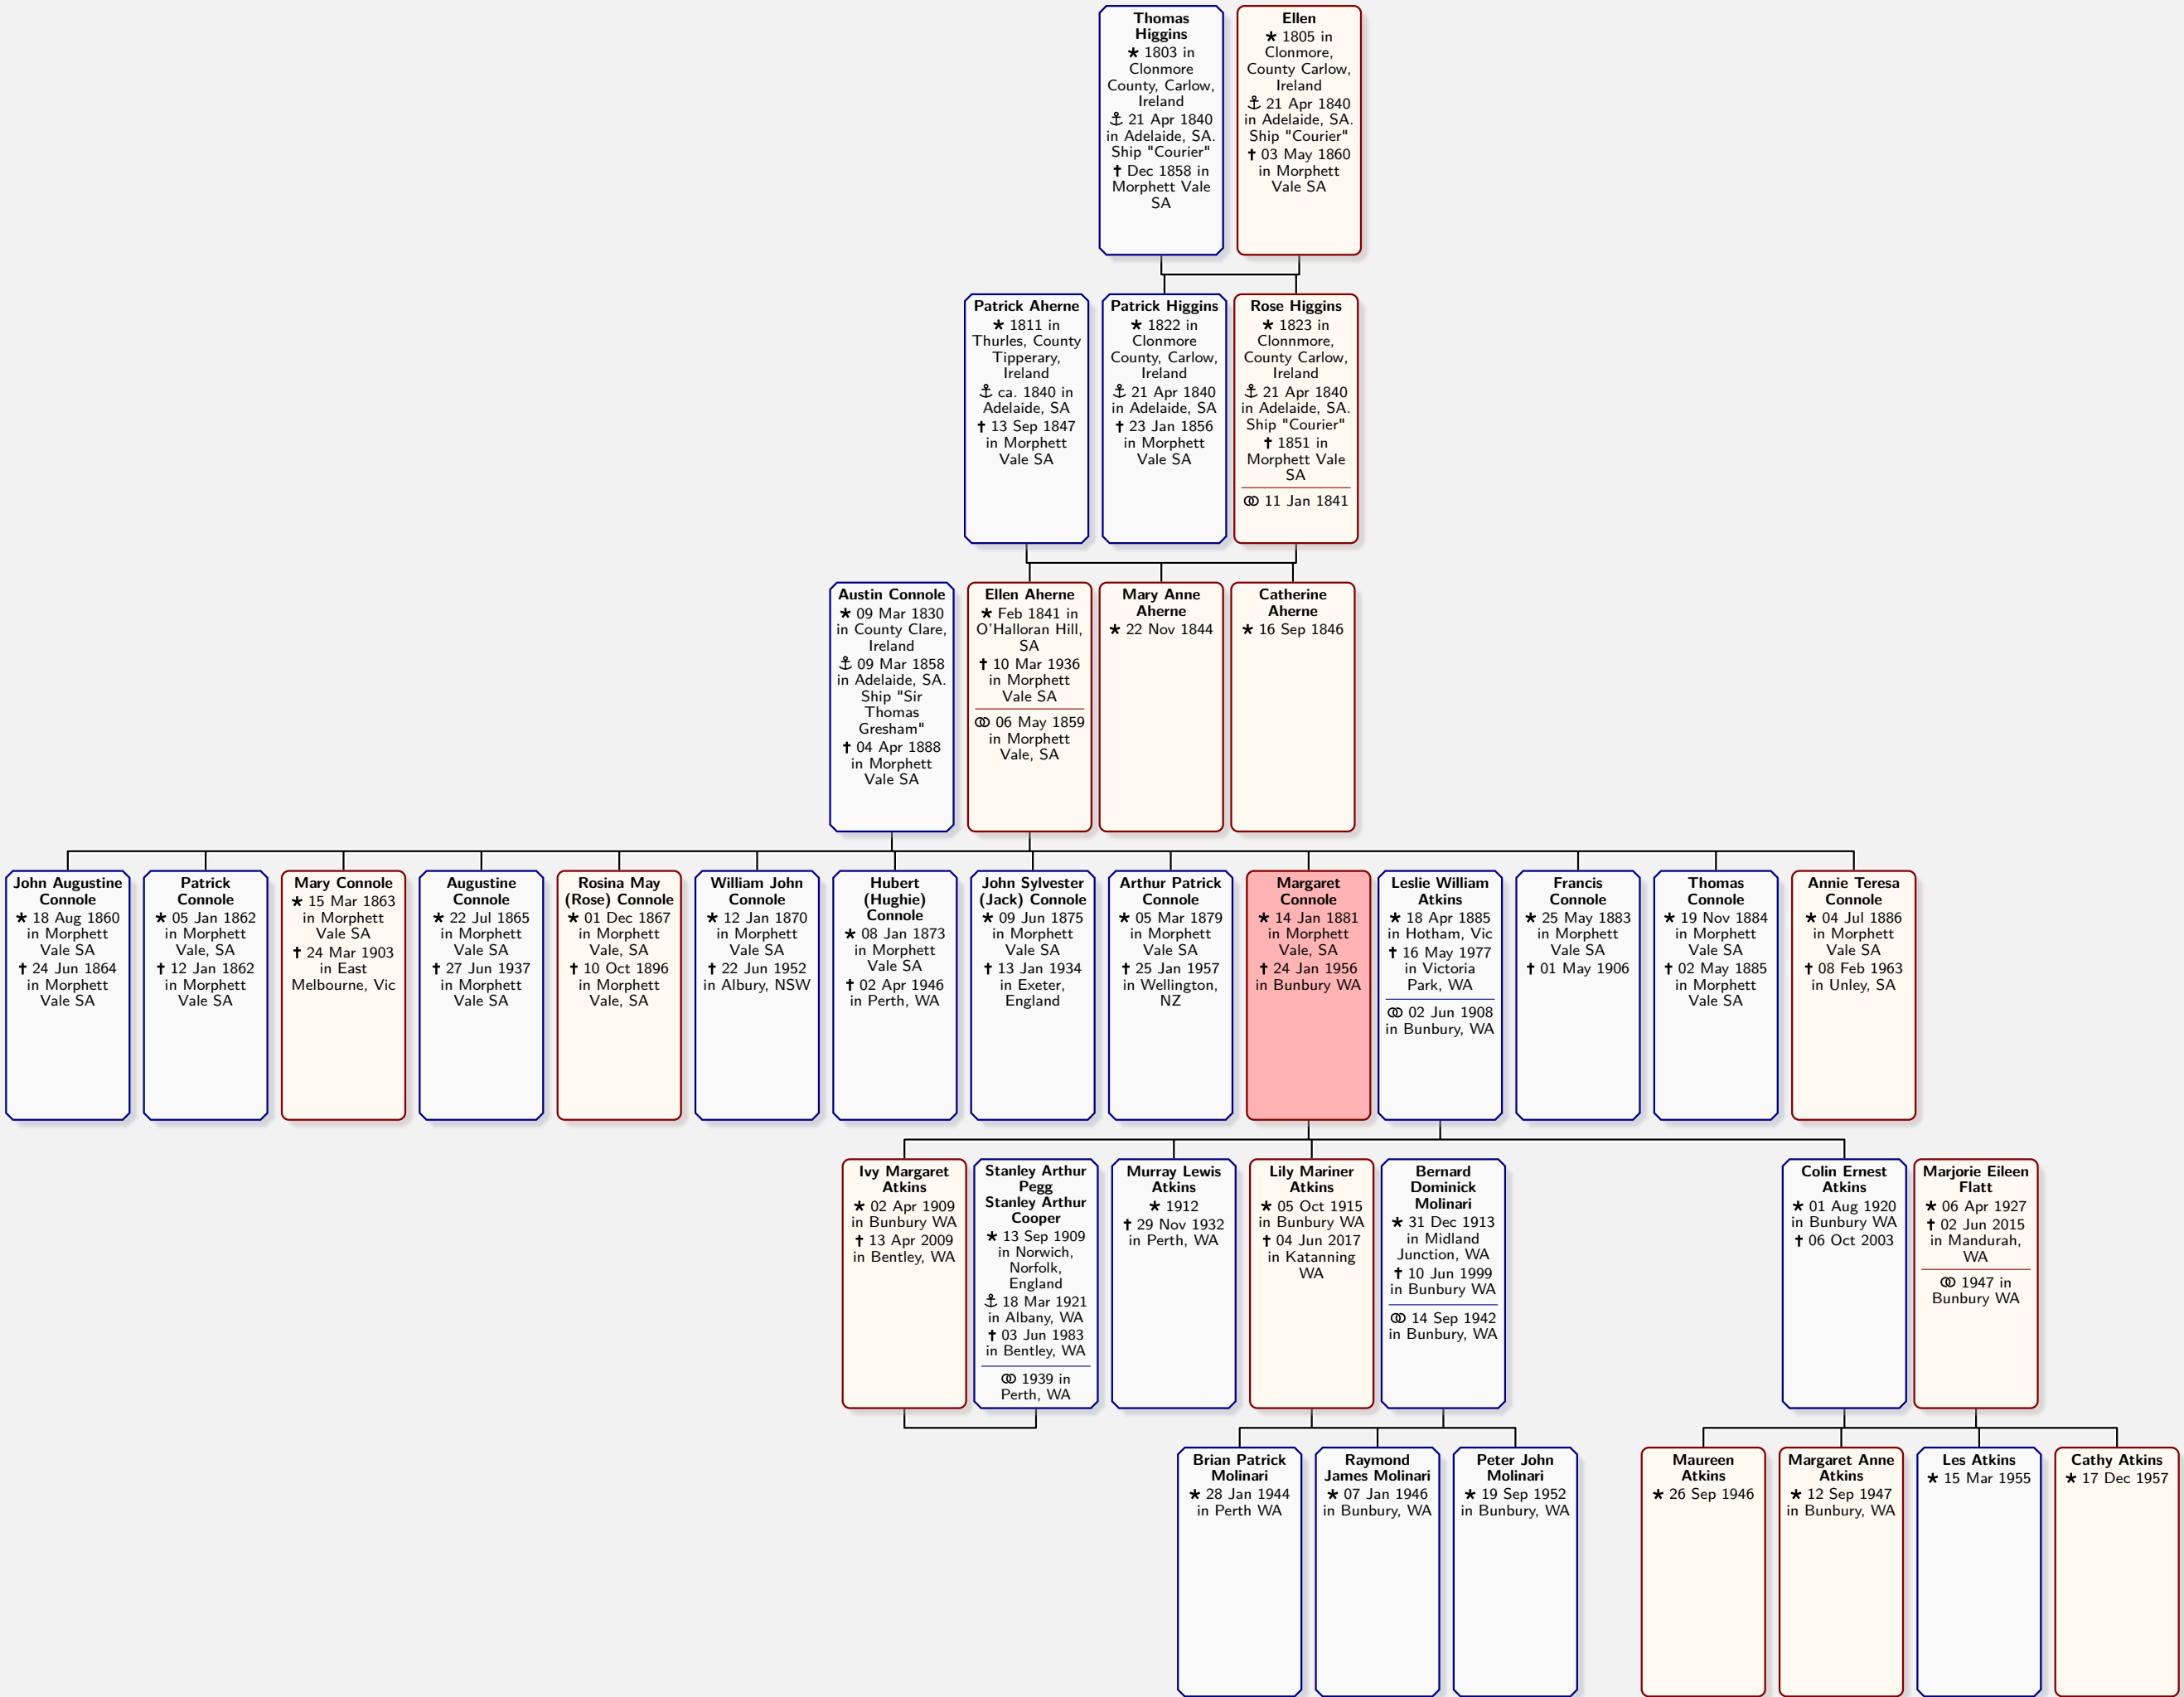 Thomas
Higgins
★ 1803 in
Clonmore
County, Carlow,
Ireland
⚓ 21 Apr 1840
in Adelaide, SA.
Ship "Courier"
✝ Dec 1858 in
Morphett Vale
SA
Ellen
★ 1805 in
Clonmore,
County Carlow,
Ireland
⚓ 21 Apr 1840
in Adelaide, SA.
Ship "Courier"
✝ 03 May 1860
in Morphett
Vale SA
Patrick Aherne
★ 1811 in
Thurles, County
Tipperary,
Ireland
⚓ ca. 1840 in
Adelaide, SA
✝ 13 Sep 1847
in Morphett
Vale SA
Patrick Higgins
★ 1822 in
Clonmore
County, Carlow,
Ireland
⚓ 21 Apr 1840
in Adelaide, SA
✝ 23 Jan 1856
in Morphett
Vale SA
Rose Higgins
★ 1823 in
Clonnmore,
County Carlow,
Ireland
⚓ 21 Apr 1840
in Adelaide, SA.
Ship "Courier"
✝ 1851 in
Morphett Vale
SA
⚭ 11 Jan 1841
Austin Connole
★ 09 Mar 1830
in County Clare,
Ireland
⚓ 09 Mar 1858
in Adelaide, SA.
Ship "Sir
Thomas
Gresham"
✝ 04 Apr 1888
in Morphett
Vale SA
Ellen Aherne
★ Feb 1841 in
O'Halloran Hill,
SA
✝ 10 Mar 1936
in Morphett
Vale SA
⚭ 06 May 1859
in Morphett
Vale, SA
Mary Anne
Aherne
★ 22 Nov 1844
Catherine
Aherne
★ 16 Sep 1846
John Augustine
Connole
★ 18 Aug 1860
in Morphett
Vale SA
✝ 24 Jun 1864
in Morphett
Vale SA
Patrick
Connole
★ 05 Jan 1862
in Morphett
Vale, SA
✝ 12 Jan 1862
in Morphett
Vale SA
Mary Connole
★ 15 Mar 1863
in Morphett
Vale SA
✝ 24 Mar 1903
in East
Melbourne, Vic
Augustine
Connole
★ 22 Jul 1865
in Morphett
Vale SA
✝ 27 Jun 1937
in Morphett
Vale SA
Rosina May
(Rose) Connole
★ 01 Dec 1867
in Morphett
Vale, SA
✝ 10 Oct 1896
in Morphett
Vale, SA
William John
Connole
★ 12 Jan 1870
in Morphett
Vale SA
✝ 22 Jun 1952
in Albury, NSW
Hubert
(Hughie)
Connole
★ 08 Jan 1873
in Morphett
Vale SA
✝ 02 Apr 1946
in Perth, WA
John Sylvester
(Jack) Connole
★ 09 Jun 1875
in Morphett
Vale SA
✝ 13 Jan 1934
in Exeter,
England
Arthur Patrick
Connole
★ 05 Mar 1879
in Morphett
Vale SA
✝ 25 Jan 1957
in Wellington,
NZ
Margaret
Connole
★ 14 Jan 1881
in Morphett
Vale, SA
✝ 24 Jan 1956
in Bunbury WA
Leslie William
Atkins
★ 18 Apr 1885
in Hotham, Vic
✝ 16 May 1977
in Victoria
Park, WA
⚭ 02 Jun 1908
in Bunbury, WA
Francis
Connole
★ 25 May 1883
in Morphett
Vale SA
✝ 01 May 1906
Thomas
Connole
★ 19 Nov 1884
in Morphett
Vale SA
✝ 02 May 1885
in Morphett
Vale SA
Annie Teresa
Connole
★ 04 Jul 1886
in Morphett
Vale SA
✝ 08 Feb 1963
in Unley, SA
Ivy Margaret
Atkins
★ 02 Apr 1909
in Bunbury WA
✝ 13 Apr 2009
in Bentley, WA
Stanley Arthur
Pegg
Stanley Arthur
Cooper
★ 13 Sep 1909
in Norwich,
Norfolk,
England
⚓ 18 Mar 1921
in Albany, WA
✝ 03 Jun 1983
in Bentley, WA
⚭ 1939 in
Perth, WA
Murray Lewis
Atkins
★ 1912
✝ 29 Nov 1932
in Perth, WA
Lily Mariner
Atkins
★ 05 Oct 1915
in Bunbury WA
✝ 04 Jun 2017
in Katanning
WA
Bernard
Dominick
Molinari
★ 31 Dec 1913
in Midland
Junction, WA
✝ 10 Jun 1999
in Bunbury WA
⚭ 14 Sep 1942
in Bunbury, WA
Colin Ernest
Atkins
★ 01 Aug 1920
in Bunbury WA
✝ 06 Oct 2003
Marjorie Eileen
Flatt
★ 06 Apr 1927
✝ 02 Jun 2015
in Mandurah,
WA
⚭ 1947 in
Bunbury WA
Brian Patrick
Molinari
★ 28 Jan 1944
in Perth WA
Raymond
James Molinari
★ 07 Jan 1946
in Bunbury, WA
Peter John
Molinari
★ 19 Sep 1952
in Bunbury, WA
Maureen
Atkins
★ 26 Sep 1946
Margaret Anne
Atkins
★ 12 Sep 1947
in Bunbury, WA
Les Atkins
★ 15 Mar 1955
Cathy Atkins
★ 17 Dec 1957